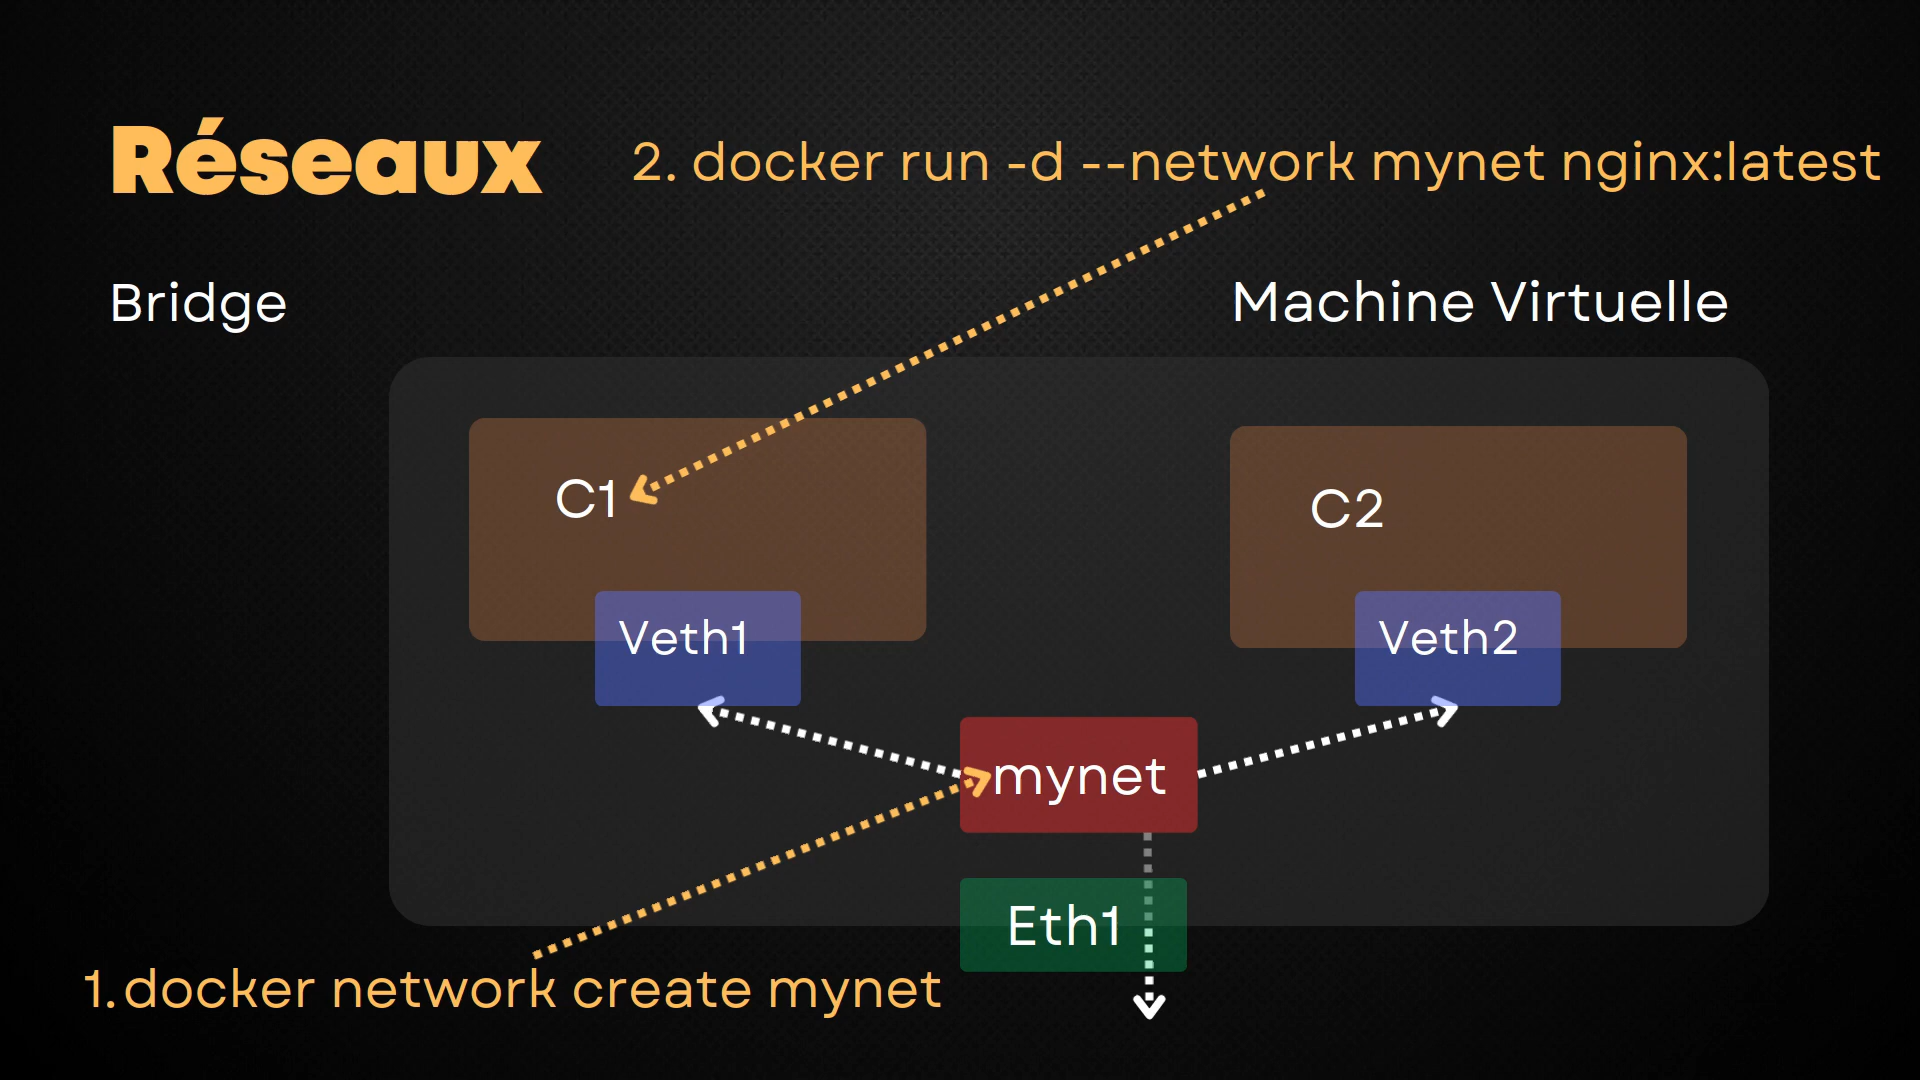 Réseaux
2. docker run -d --network mynet nginx:latest
Bridge
Machine Virtuelle
C1
C2
Veth1
Veth2
mynet
Eth1
1. docker network create mynet